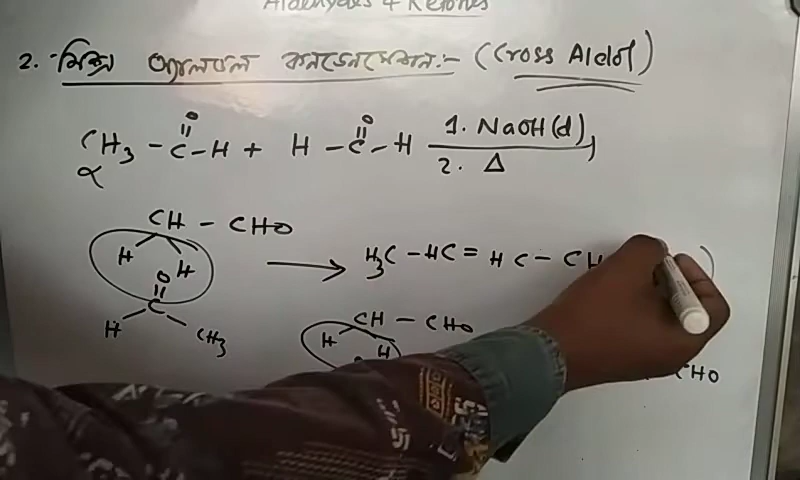 Aldehydes & Ketones
2. মিশ্র অ্যালডল কনডেনসেশন:- (Cross Aldol)
O O
CH3 - C - H + H - C - H 1. NaOH(d)
α 2. Δ
CH - CHO
H H
O
H C CH3
H3C - HC = HC - CH
CH - CHO
H H
CHO